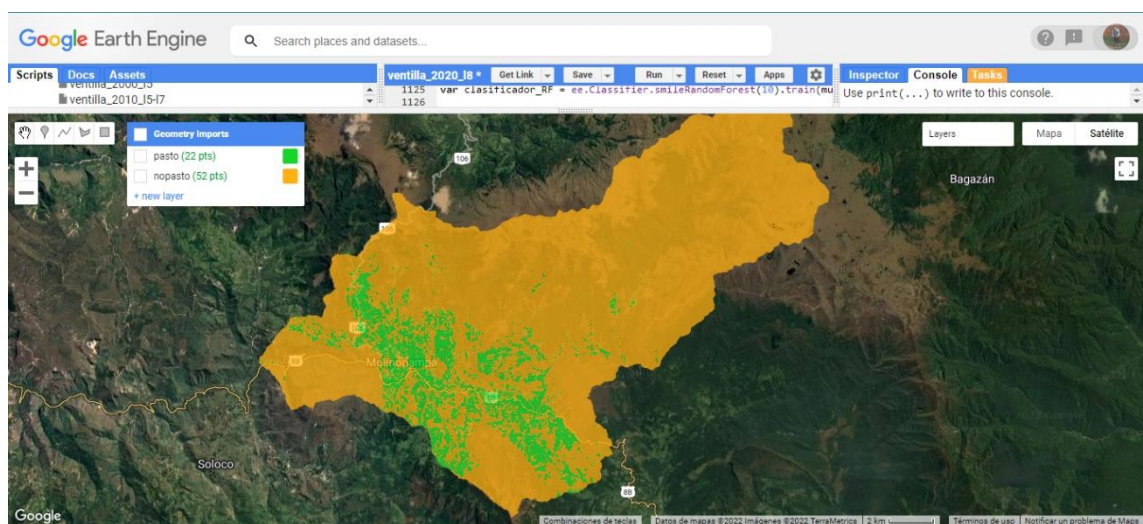 Google Earth Engine
Search places and datasets...
Scripts Docs Assets
ventilla_2000_l5
ventilla_2010_l5-l7
ventilla_2020_l8 *
Get Link Save Run Reset Apps
1125 var clasificador_RF = ee.Classifier.smileRandomForest(10).train(mu
1126
Inspector Console Tasks
Use print(...) to write to this console.
Geometry Imports
pasto (22 pts)
nopasto (52 pts)
+ new layer
Layers
Mapa Satélite
106
Bagazán
Molinopampa
Soloco
8B
Google
Combinaciones de teclas
Datos de mapas ©2022 Imágenes ©2022 TerraMetrics
2 km
Términos de uso
Notificar un problema de Maps